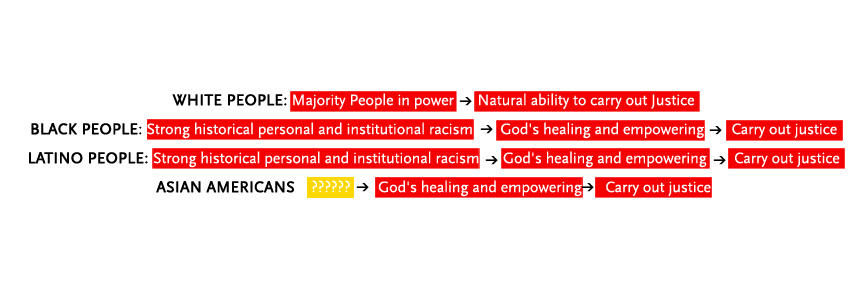 WHITE PEOPLE: Majority People in power → Natural ability to carry out Justice
BLACK PEOPLE: Strong historical personal and institutional racism → God's healing and empowering → Carry out justice
LATINO PEOPLE: Strong historical personal and institutional racism → God's healing and empowering → Carry out justice
ASIAN AMERICANS ?????? → God's healing and empowering → Carry out justice